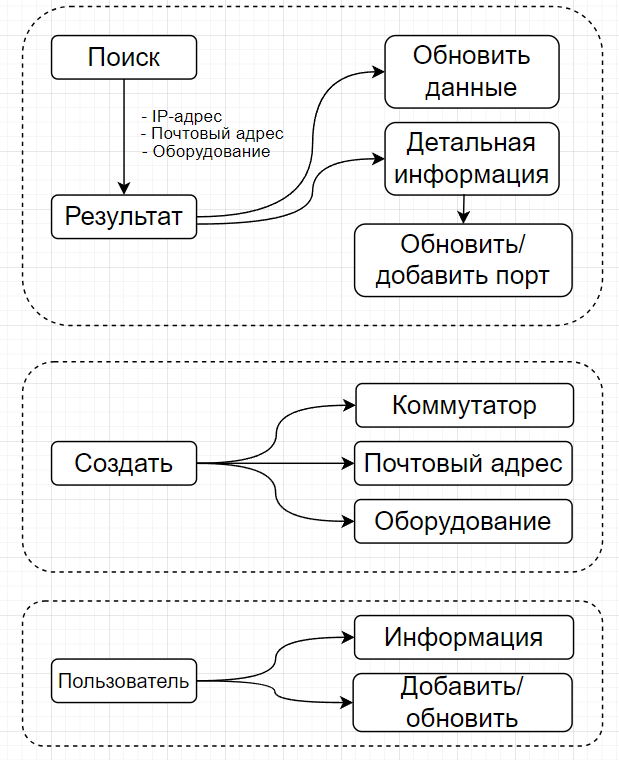 Поиск
- IP-адрес
- Почтовый адрес
- Оборудование
Результат
Обновить
данные
Детальная
информация
Обновить/
добавить порт
Создать
Коммутатор
Почтовый адрес
Оборудование
Пользователь
Информация
Добавить/
обновить